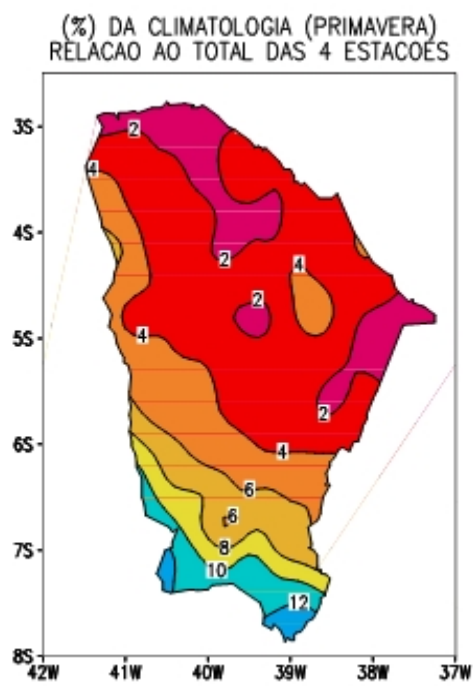 (%) DA CLIMATOLOGIA (PRIMAVERA)
RELACAO AO TOTAL DAS 4 ESTACOES
3S
2
4
4S
2
4
2
5S
4
2
6S
4
6
6
7S
8
10
12
8S
42W 41W 40W 39W 38W 37W